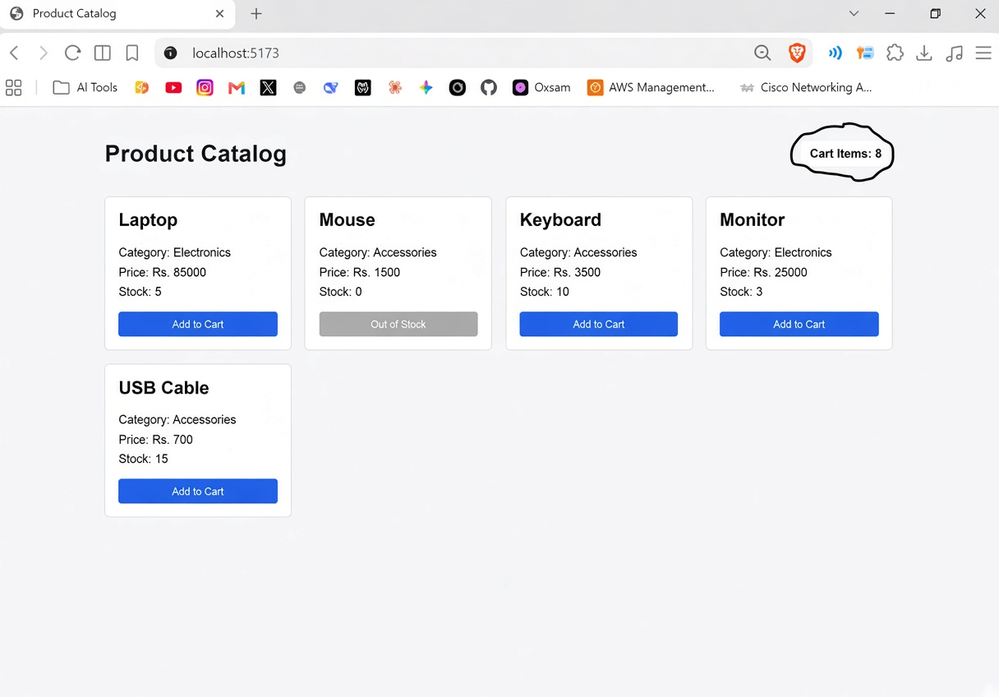 Product Catalog
localhost:5173
AI Tools
Oxsam
AWS Management...
Cisco Networking A...
Product Catalog
Cart Items: 8
Laptop
Category: Electronics
Price: Rs. 85000
Stock: 5
Add to Cart
Mouse
Category: Accessories
Price: Rs. 1500
Stock: 0
Out of Stock
Keyboard
Category: Accessories
Price: Rs. 3500
Stock: 10
Add to Cart
Monitor
Category: Electronics
Price: Rs. 25000
Stock: 3
Add to Cart
USB Cable
Category: Accessories
Price: Rs. 700
Stock: 15
Add to Cart